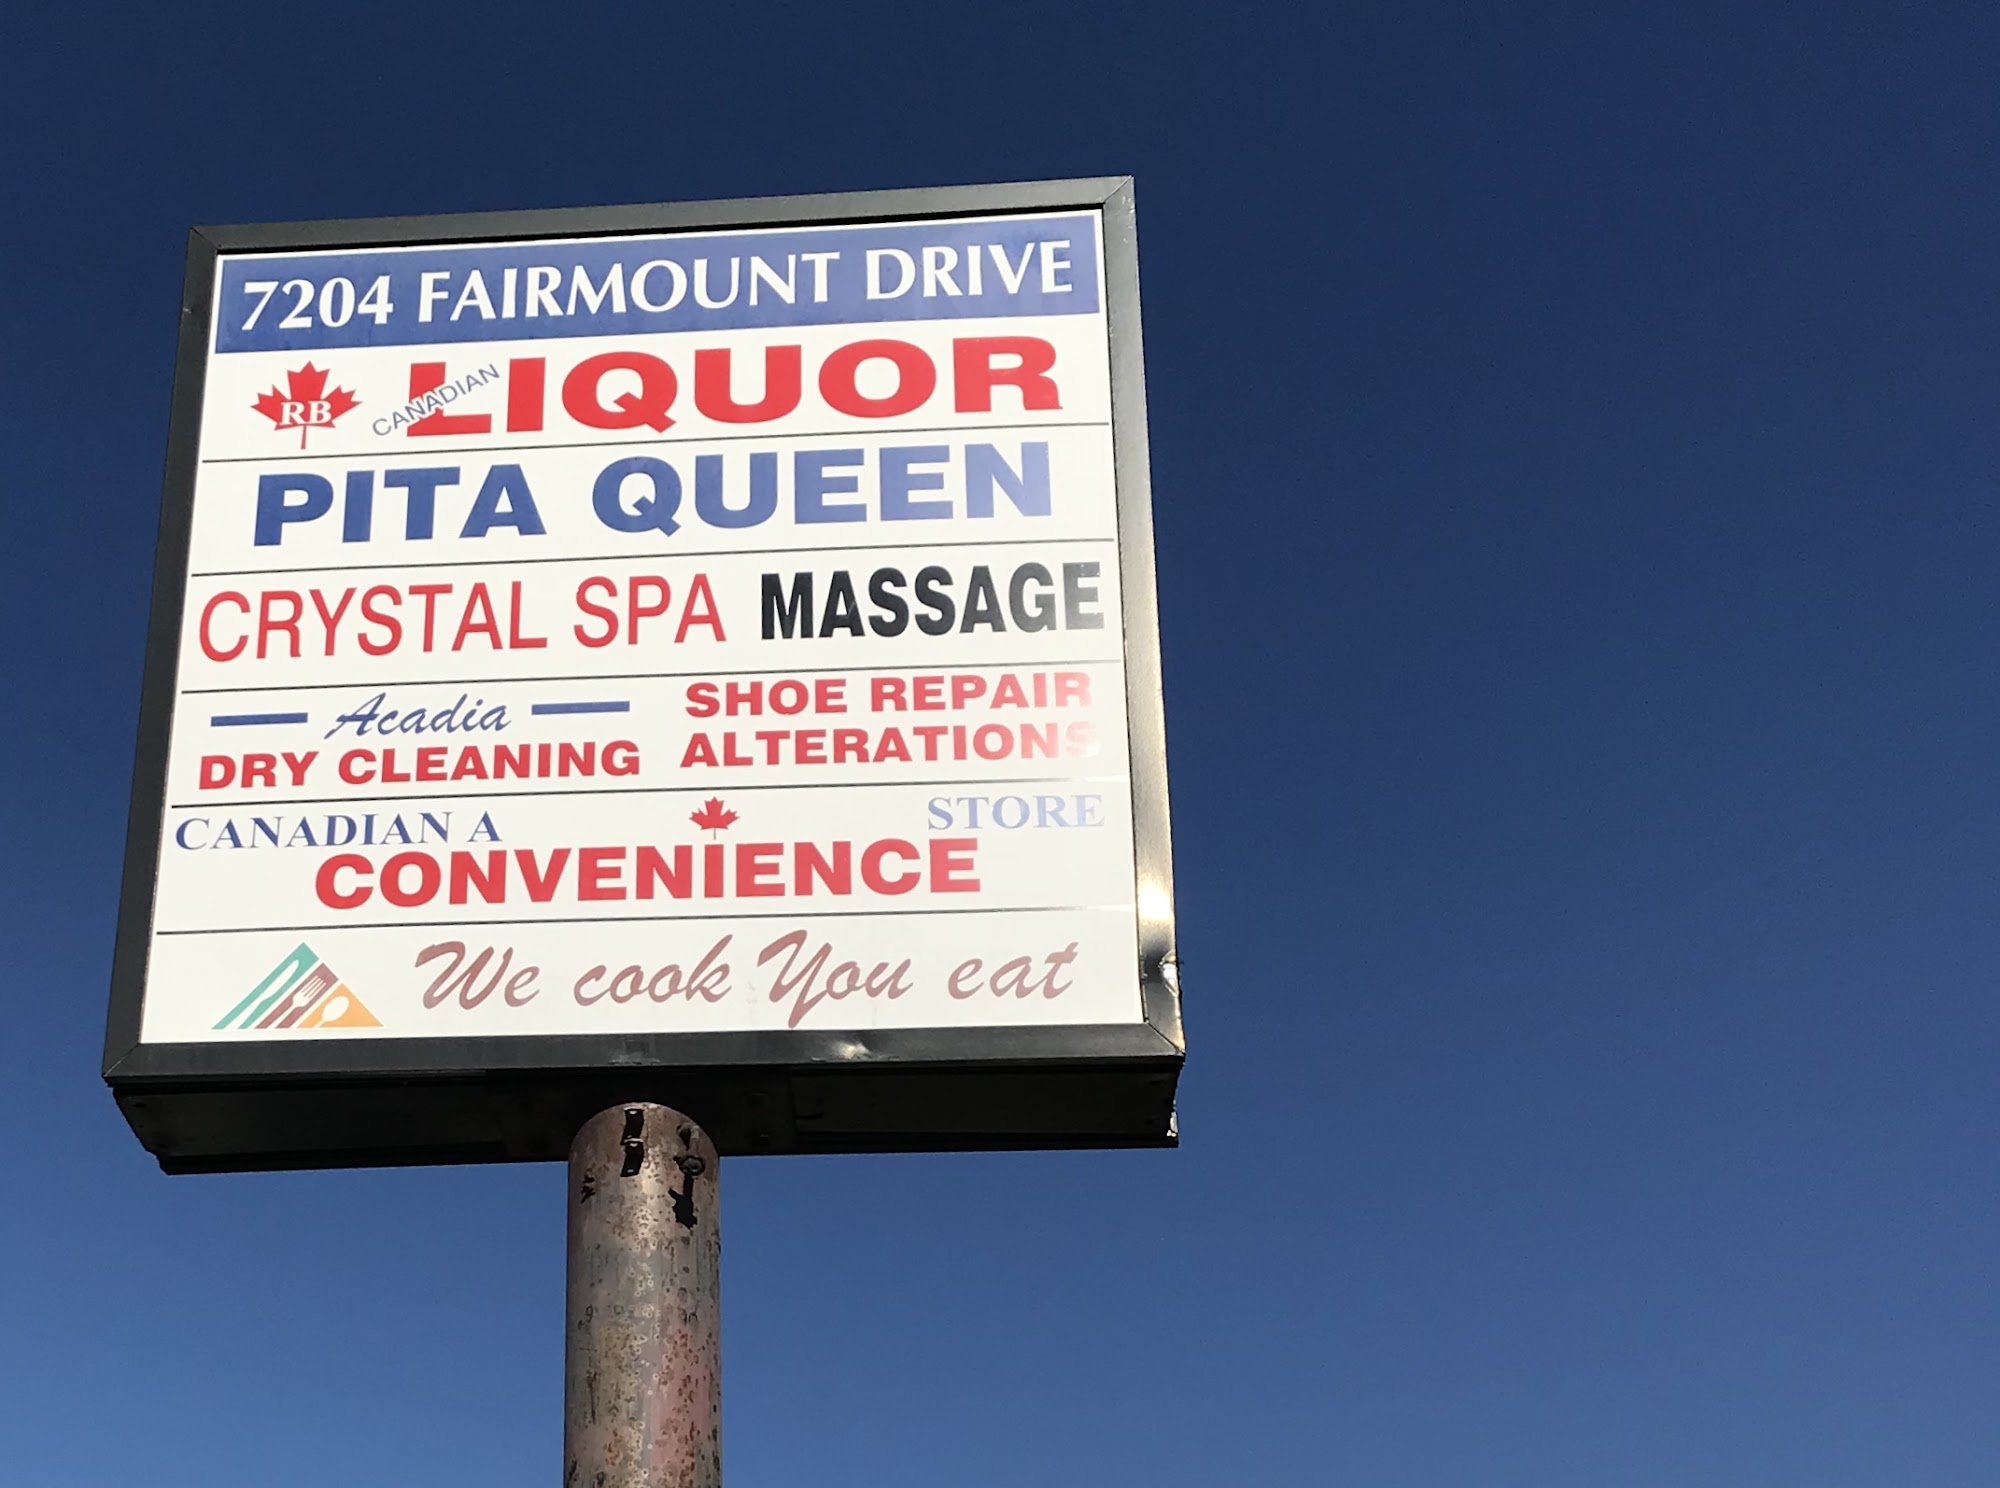 7204 FAIRMOUNT DRIVE
RB CANADIAN LIQUOR
PITA QUEEN
CRYSTAL SPA MASSAGE
Acadia
DRY CLEANING
SHOE REPAIR
ALTERATIONS
CANADIAN A STORE
CONVENIENCE
We cook You eat